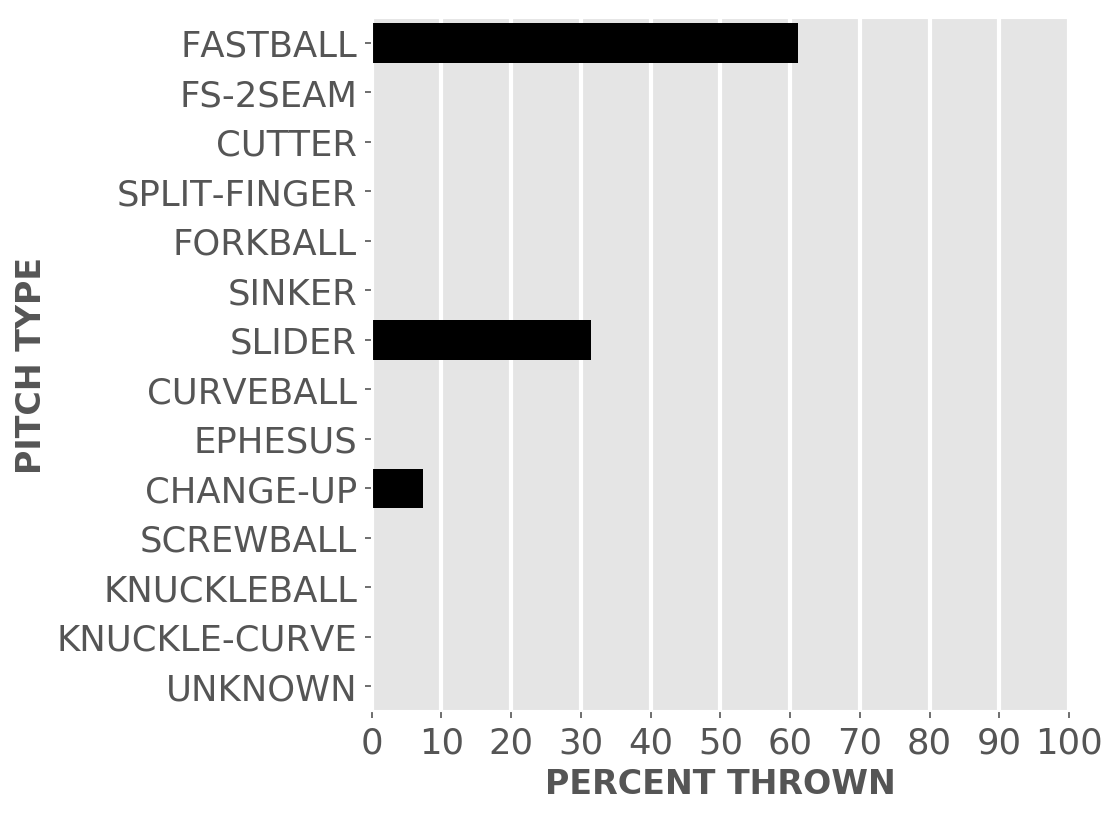 FASTBALL
FS-2SEAM
CUTTER
SPLIT-FINGER
FORKBALL
SINKER
SLIDER
CURVEBALL
EPHESUS
CHANGE-UP
SCREWBALL
KNUCKLEBALL
KNUCKLE-CURVE
UNKNOWN
PITCH TYPE
0 10 20 30 40 50 60 70 80 90 100
PERCENT THROWN